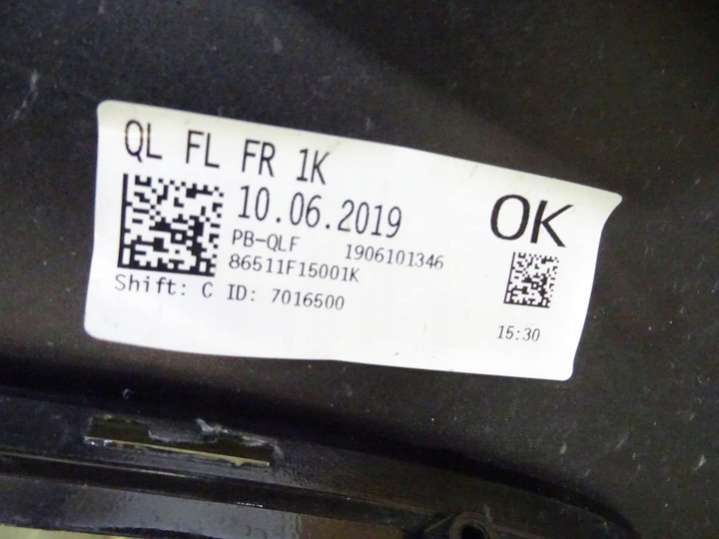 QL FL FR 1K
10.06.2019
OK
PB-QLF 1906101346
86511F15001K
Shift: C ID: 7016500
15:30